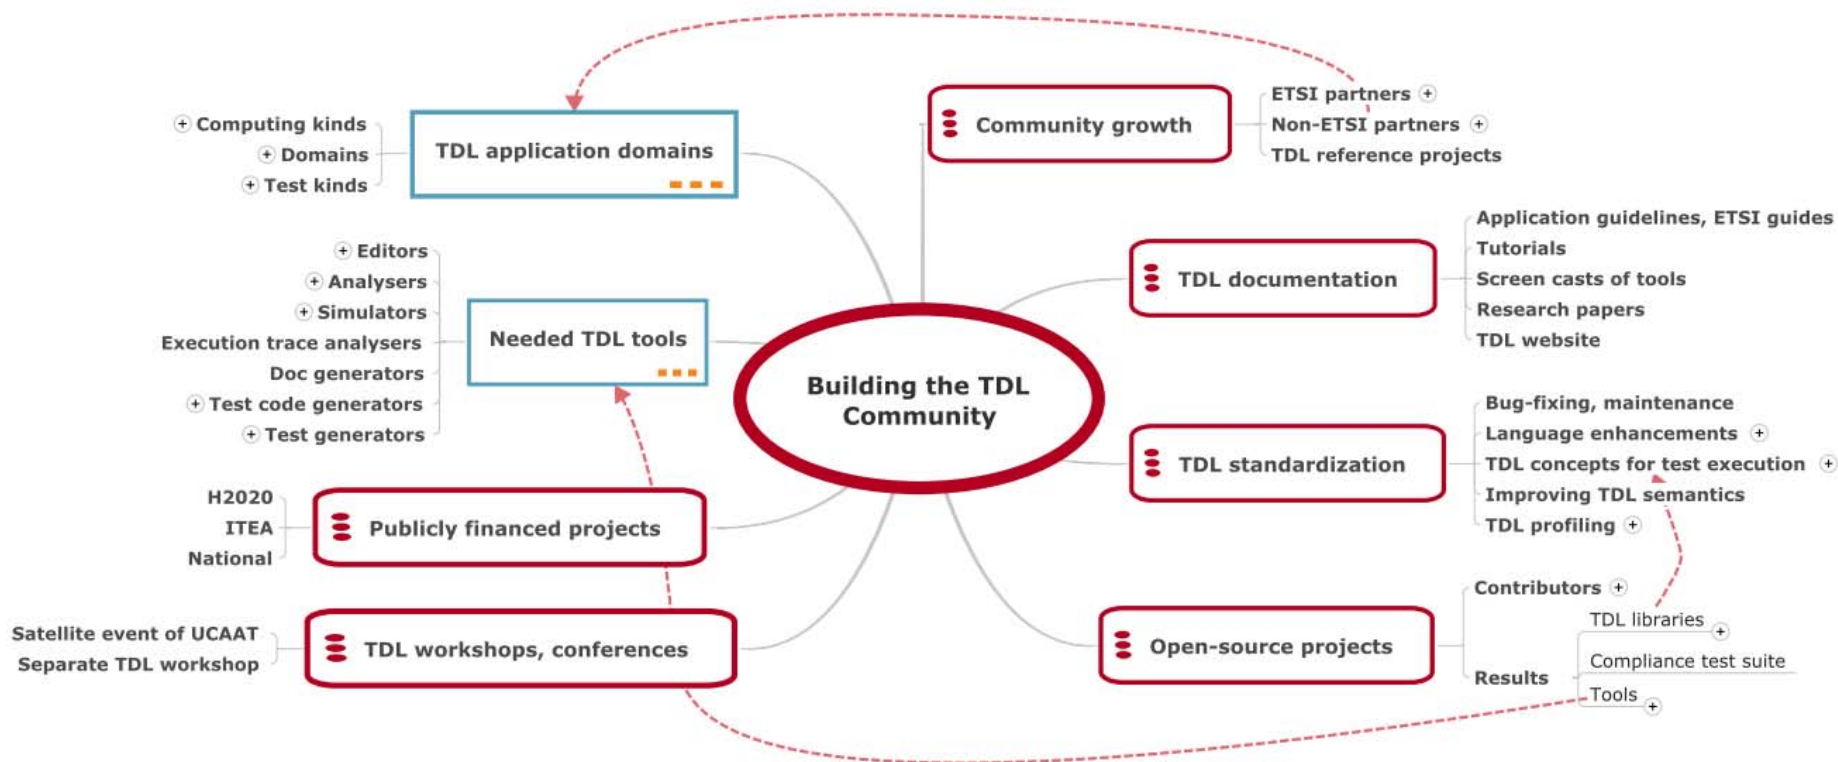 Building the TDL
Community
Community growth
ETSI partners
Non-ETSI partners
TDL reference projects
TDL documentation
Application guidelines, ETSI guides
Tutorials
Screen casts of tools
Research papers
TDL website
TDL standardization
Bug-fixing, maintenance
Language enhancements
TDL concepts for test execution
Improving TDL semantics
TDL profiling
Open-source projects
Contributors
Results
TDL libraries
Compliance test suite
Tools
TDL application domains
Computing kinds
Domains
Test kinds
Needed TDL tools
Editors
Analysers
Simulators
Execution trace analysers
Doc generators
Test code generators
Test generators
Publicly financed projects
H2020
ITEA
National
TDL workshops, conferences
Satellite event of UCAAT
Separate TDL workshop